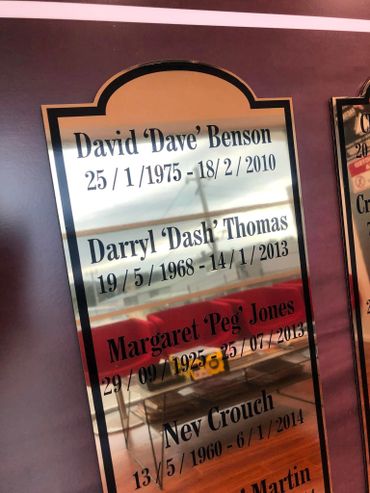 David ‘Dave’ Benson
25 / 1 /1975 - 18/ 2 / 2010
Darryl ‘Dash’ Thomas
19 / 5 / 1968 - 14 / 1 / 2013
Margaret ‘Peg’ Jones
29 / 09 / 1925 - 25 / 07 / 2013
Nev Crouch
13 / 5 / 1960 - 6 / 1 / 2014
Martin